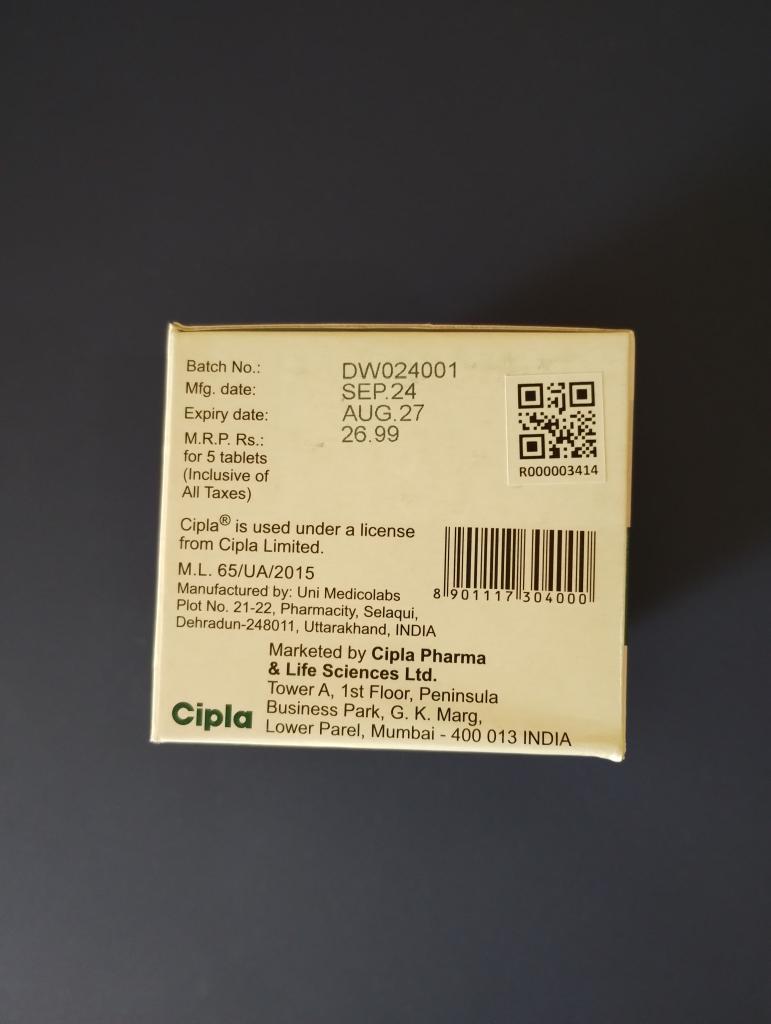 Batch No.: DW024001
Mfg. date: SEP.24
Expiry date: AUG.27
M.R.P. Rs.: 26.99
for 5 tablets
(Inclusive of
All Taxes)
R000003414
Cipla® is used under a license
from Cipla Limited.
M.L. 65/UA/2015
Manufactured by: Uni Medicolabs
Plot No. 21-22, Pharmacity, Selaqui,
Dehradun-248011, Uttarakhand, INDIA
8 901117 304000
Marketed by Cipla Pharma
& Life Sciences Ltd.
Tower A, 1st Floor, Peninsula
Business Park, G. K. Marg,
Lower Parel, Mumbai - 400 013 INDIA
Cipla